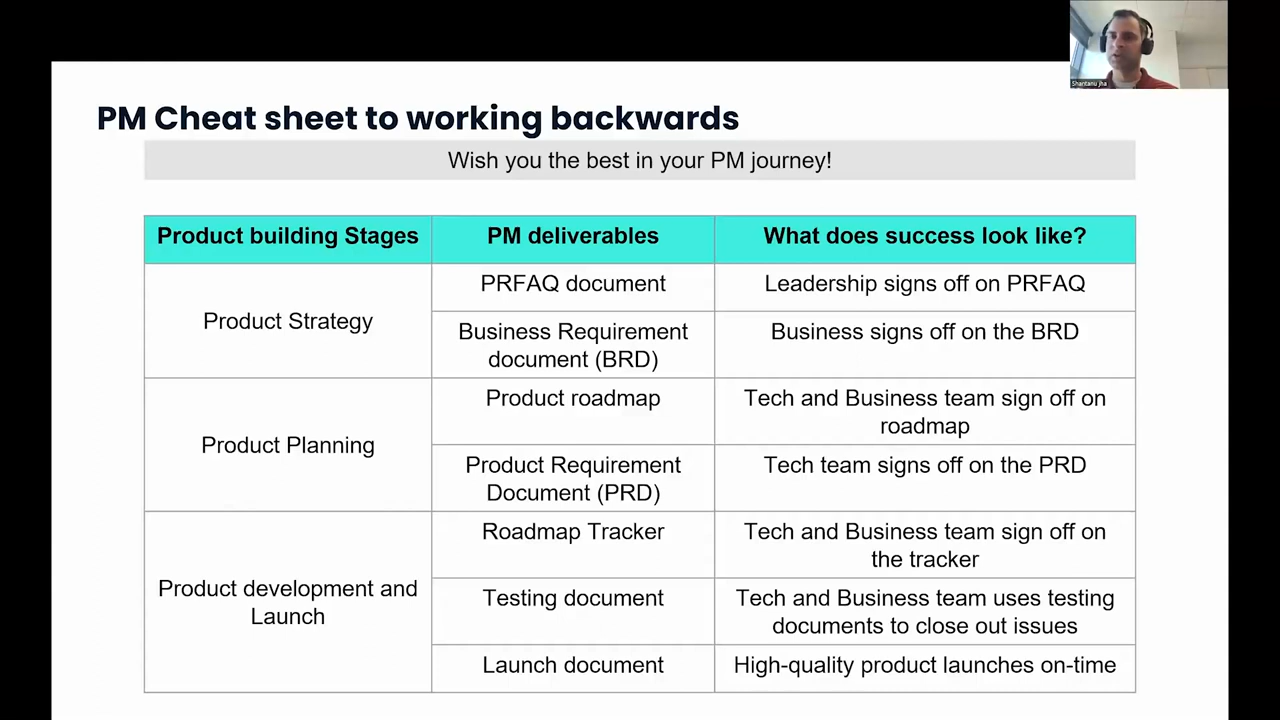 Shantanu jha
PM Cheat sheet to working backwards
Wish you the best in your PM journey!
Product building Stages
PM deliverables
What does success look like?
Product Strategy
PRFAQ document
Leadership signs off on PRFAQ
Business Requirement
document (BRD)
Business signs off on the BRD
Product Planning
Product roadmap
Tech and Business team sign off on
roadmap
Product Requirement
Document (PRD)
Tech team signs off on the PRD
Product development and
Launch
Roadmap Tracker
Tech and Business team sign off on
the tracker
Testing document
Tech and Business team uses testing
documents to close out issues
Launch document
High-quality product launches on-time